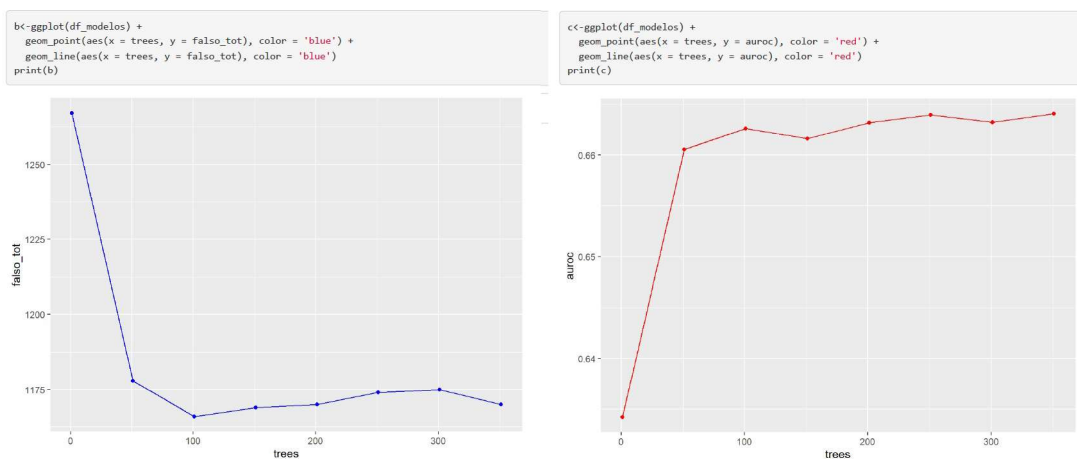 b<-ggplot(df_modelos) +
  geom_point(aes(x = trees, y = falso_tot), color = 'blue') +
  geom_line(aes(x = trees, y = falso_tot), color = 'blue')
print(b)
1250
1225
1200
1175
falso_tot
0 100 200 300
trees
c<-ggplot(df_modelos) +
  geom_point(aes(x = trees, y = auroc), color = 'red') +
  geom_line(aes(x = trees, y = auroc), color = 'red')
print(c)
0.66
0.65
0.64
auroc
0 100 200 300
trees